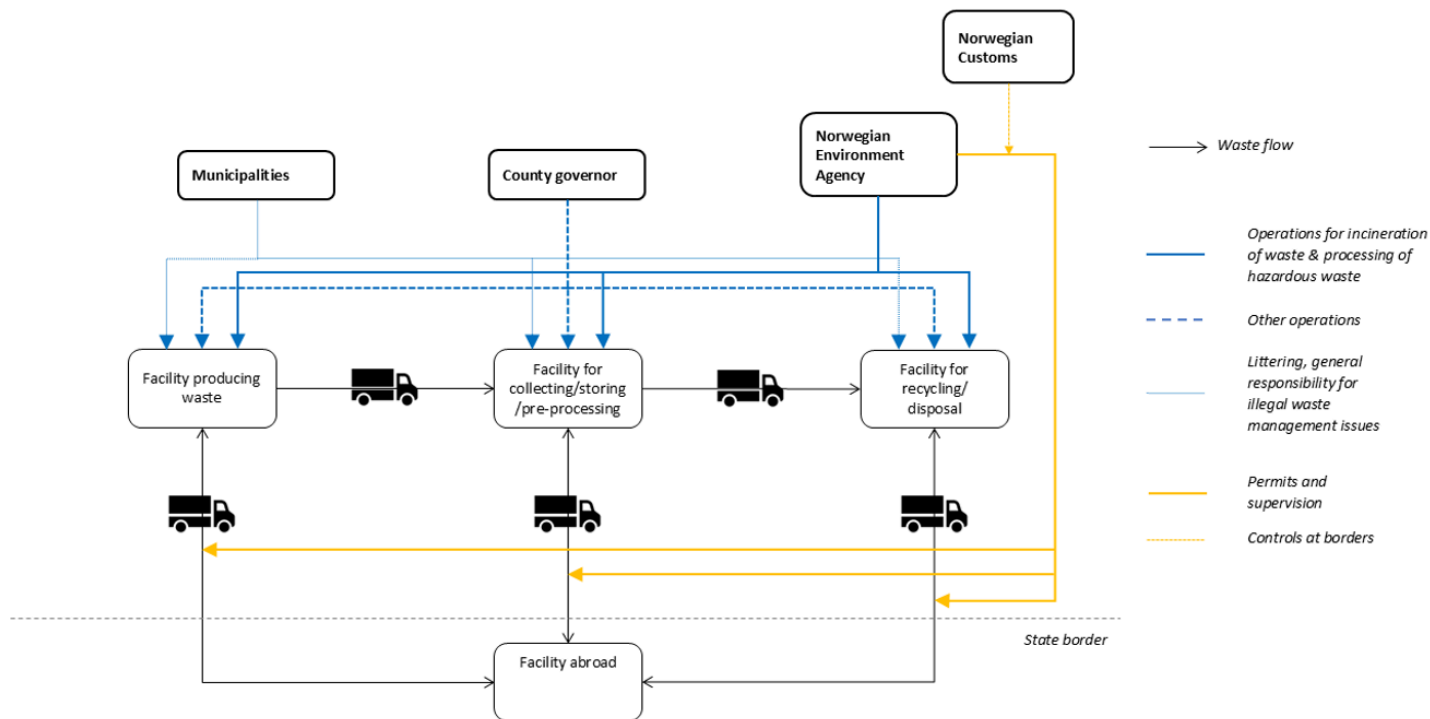 Norwegian
Customs
Norwegian
Environment
Agency
Municipalities
County governor
Waste flow
Operations for incineration
of waste & processing of
hazardous waste
Other operations
Littering, general
responsibility for
illegal waste
management issues
Permits and
supervision
Controls at borders
Facility producing
waste
Facility for
collecting/storing
/pre-processing
Facility for
recycling/
disposal
State border
Facility abroad